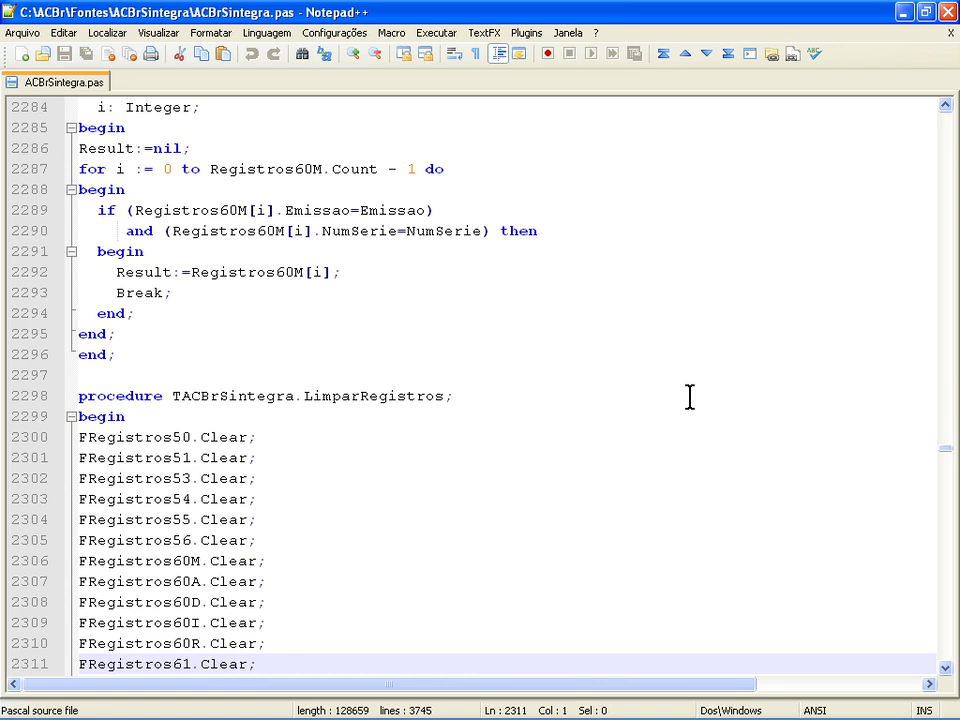 C:\ACBr\Fontes\ACBrSintegra\ACBrSintegra.pas - Notepad++
Arquivo Editar Localizar Visualizar Formatar Linguagem Configurações Macro Executar TextFX Plugins Janela ? X
ACBrSintegra.pas
2284 i: Integer;
2285 begin
2286 Result:=nil;
2287 for i := 0 to Registros60M.Count - 1 do
2288 begin
2289 if (Registros60M[i].Emissao=Emissao)
2290 and (Registros60M[i].NumSerie=NumSerie) then
2291 begin
2292 Result:=Registros60M[i];
2293 Break;
2294 end;
2295 end;
2296 end;
2297
2298 procedure TACBrSintegra.LimparRegistros;
2299 begin
2300 FRegistros50.Clear;
2301 FRegistros51.Clear;
2302 FRegistros53.Clear;
2303 FRegistros54.Clear;
2304 FRegistros55.Clear;
2305 FRegistros56.Clear;
2306 FRegistros60M.Clear;
2307 FRegistros60A.Clear;
2308 FRegistros60D.Clear;
2309 FRegistros60I.Clear;
2310 FRegistros60R.Clear;
2311 FRegistros61.Clear;
Pascal source file length : 128659 lines : 3745 Ln : 2311 Col : 1 Sel : 0 Dos\Windows ANSI INS